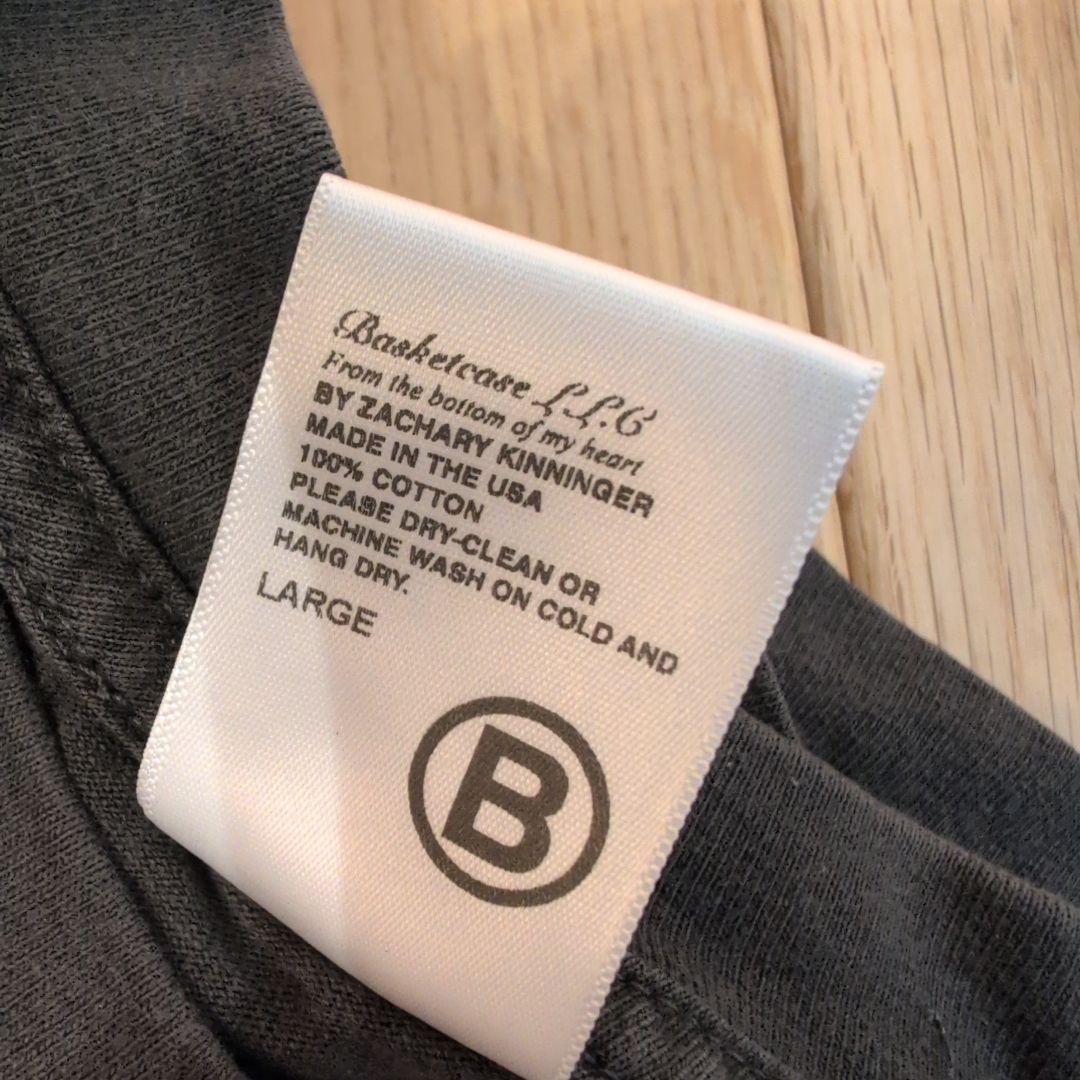 Basketcase LLC
From the bottom of my heart
BY ZACHARY KINNINGER
MADE IN THE USA
100% COTTON
PLEASE DRY-CLEAN OR
MACHINE WASH ON COLD AND
HANG DRY.
LARGE
B